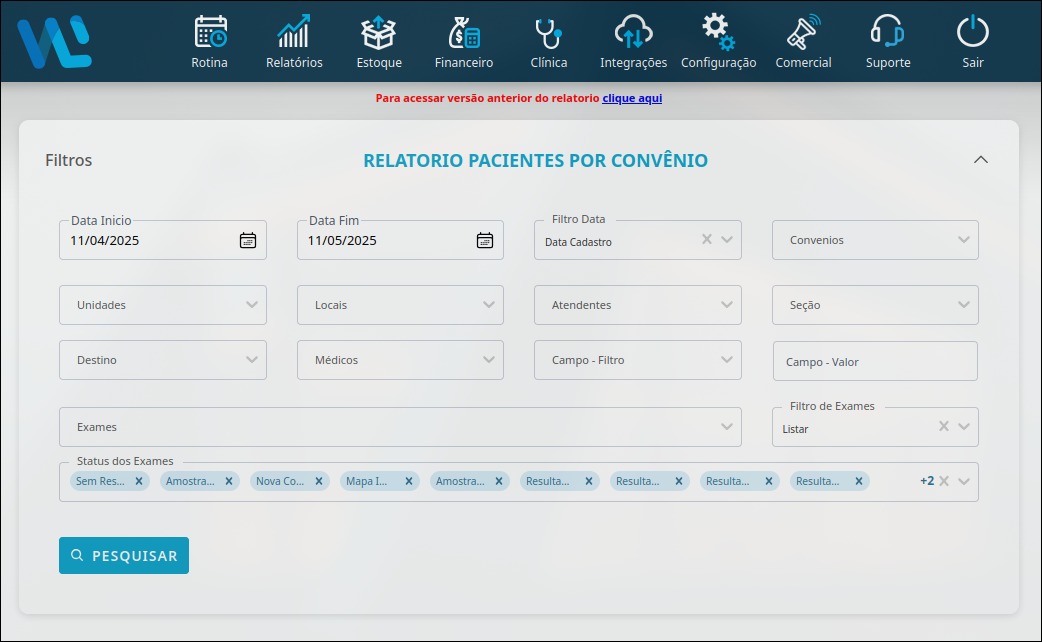 Rotina Relatórios Estoque Financeiro Clínica Integrações Configuração Comercial Suporte Sair
Para acessar versão anterior do relatorio clique aqui
Filtros RELATORIO PACIENTES POR CONVÊNIO
Data Inicio Data Fim Filtro Data
11/04/2025 11/05/2025 Data Cadastro Convenios
Unidades Locais Atendentes Seção
Destino Médicos Campo - Filtro Campo - Valor
Filtro de Exames
Exames Listar
Status dos Exames
Sem Res... Amostra... Nova Co... Mapa I... Amostra... Resulta... Resulta... Resulta... Resulta... +2
PESQUISAR